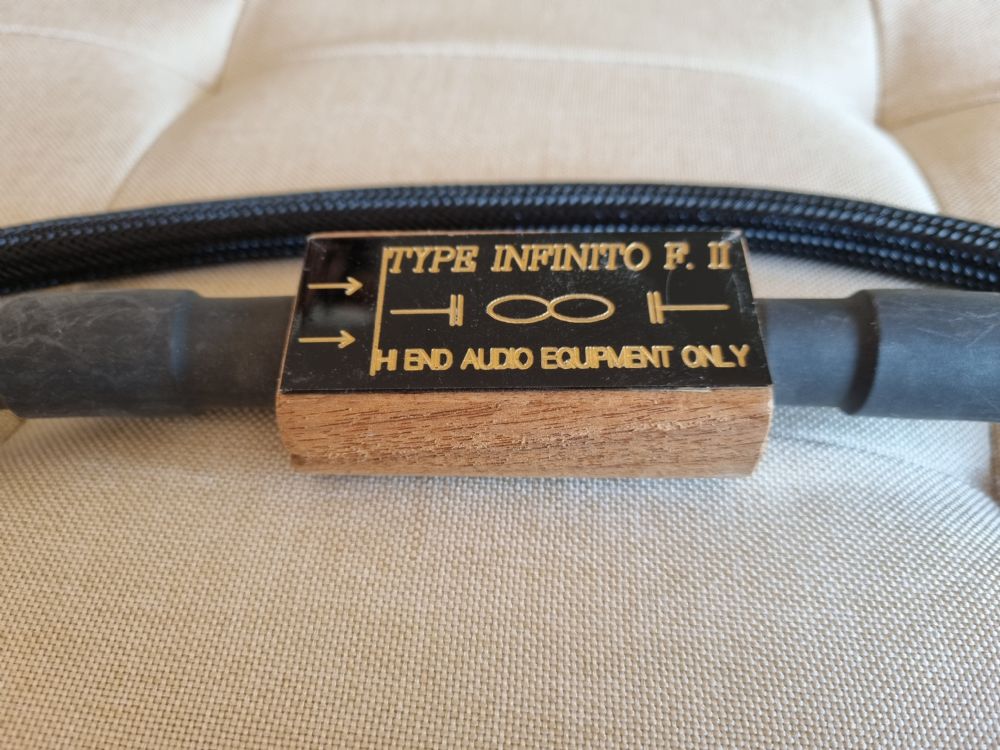 TYPE INFINITO F. II
H END AUDIO EQUIPMENT ONLY